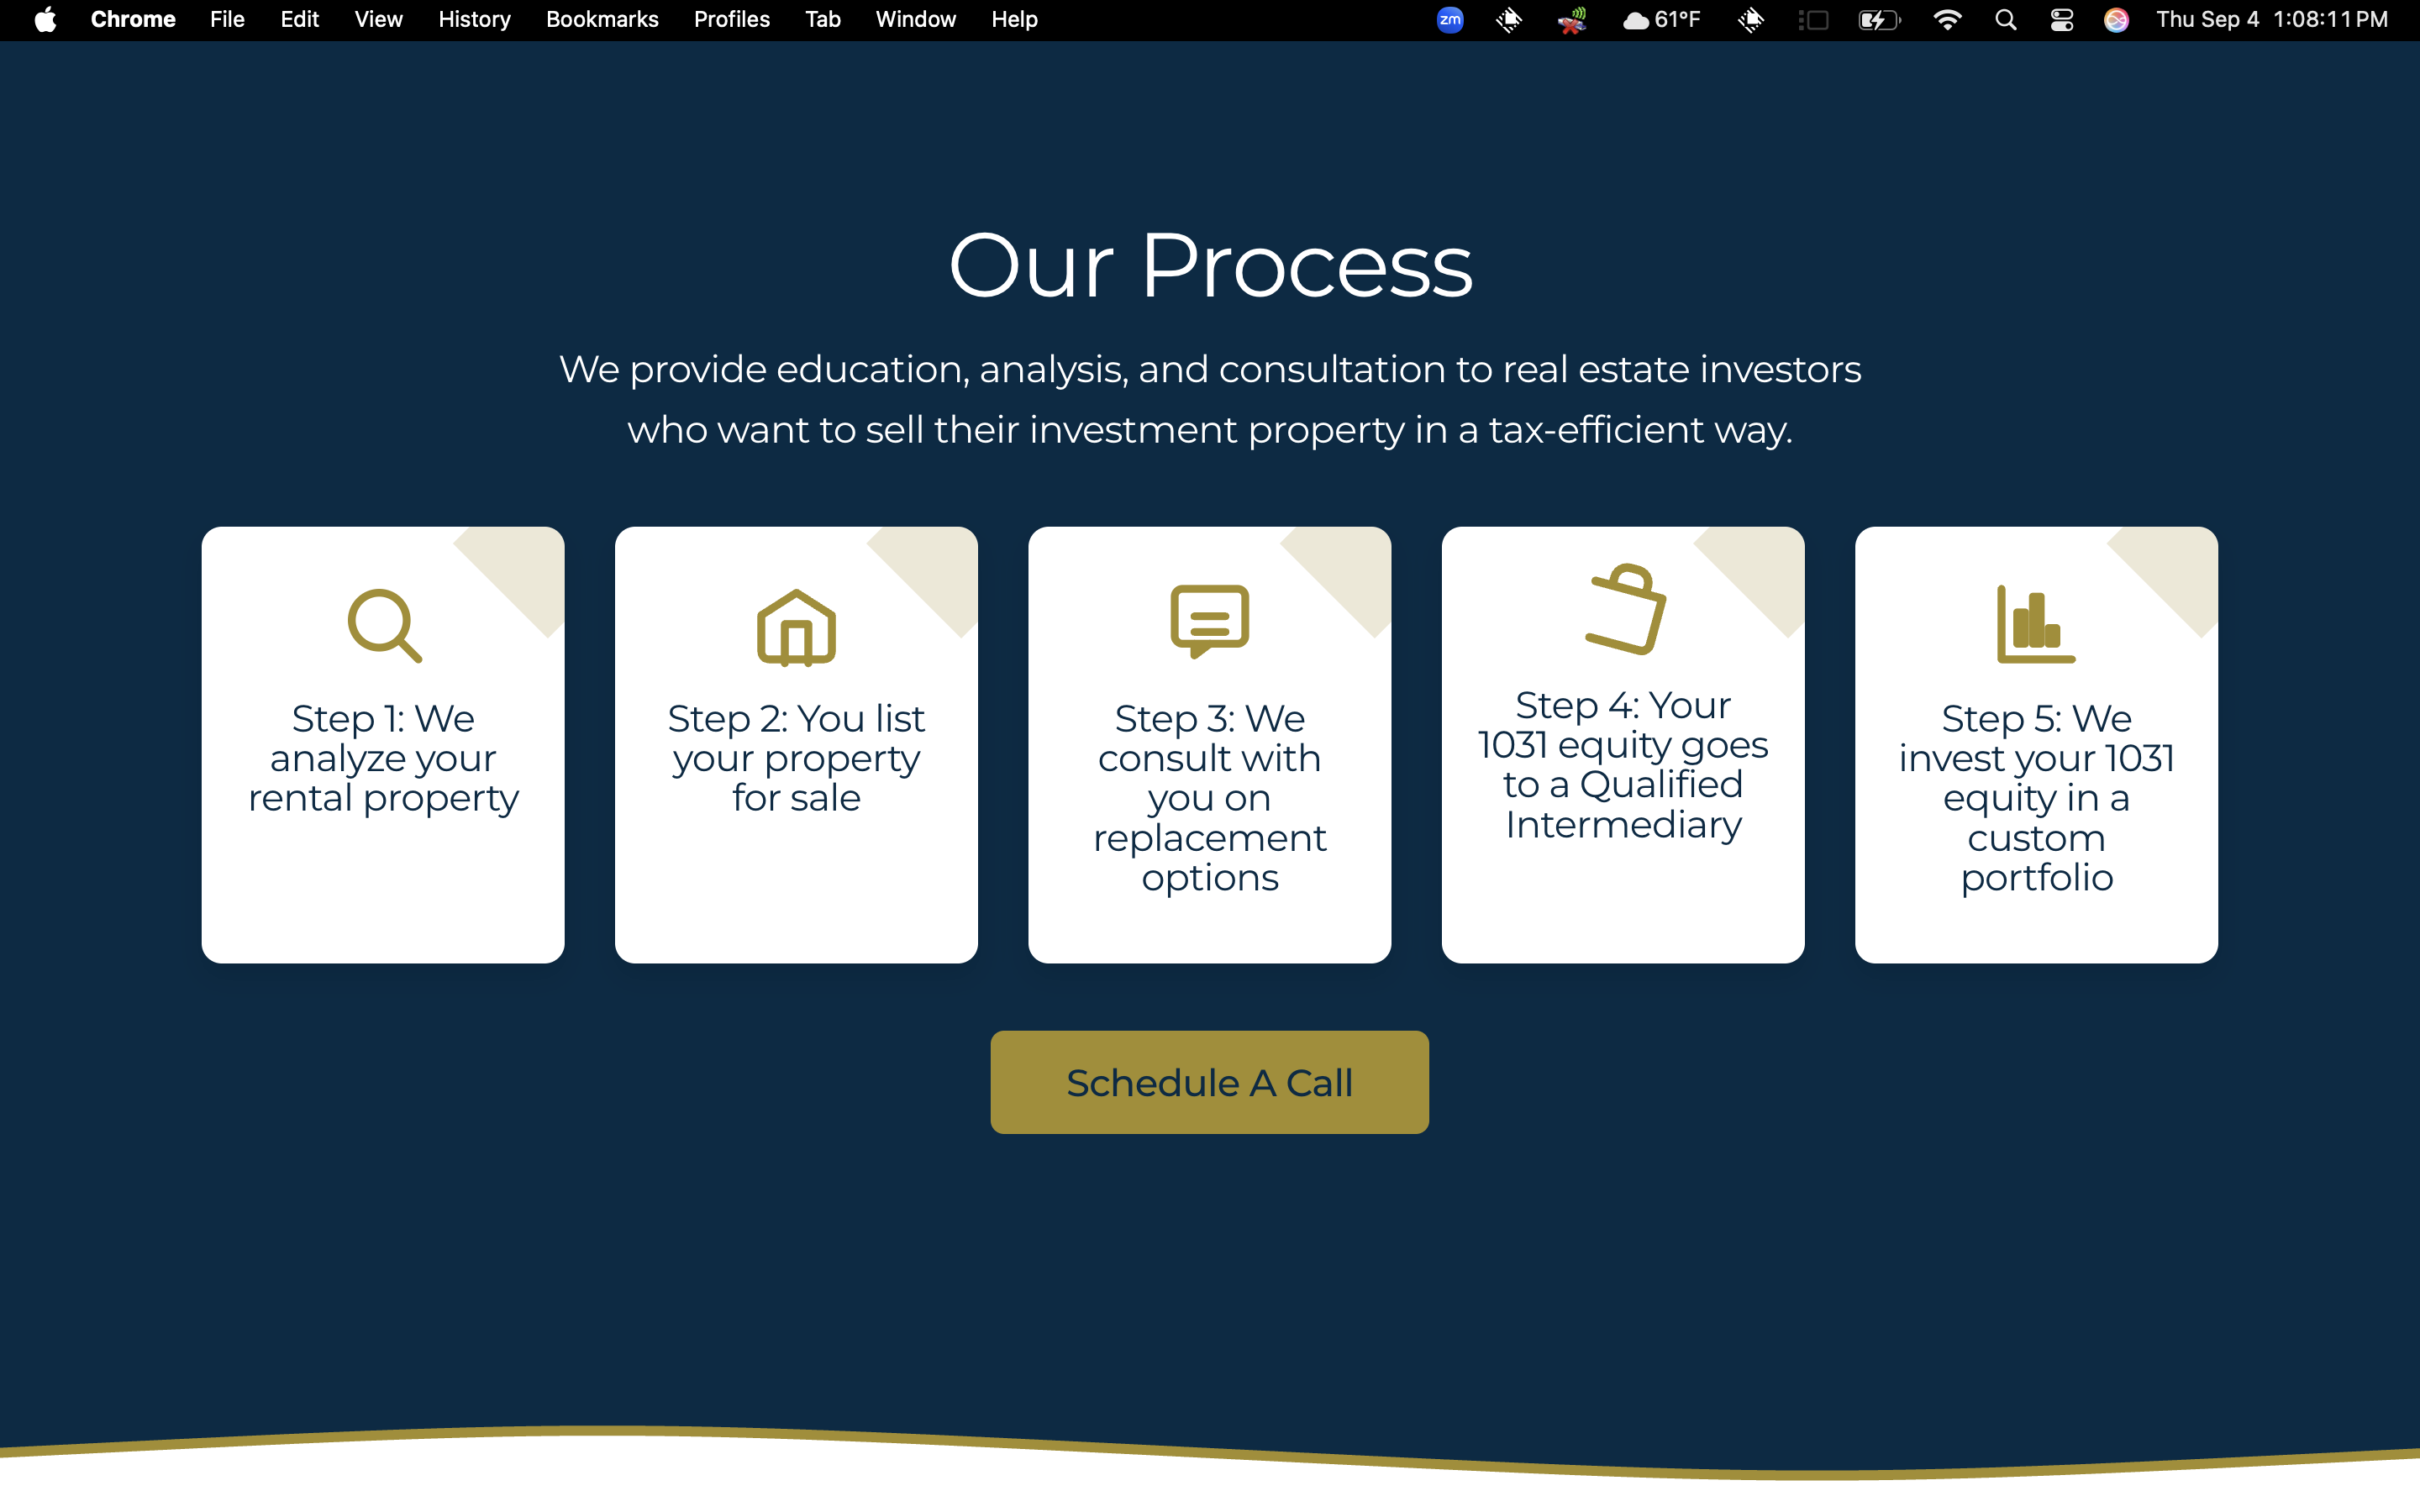 Chrome File Edit View History Bookmarks Profiles Tab Window Help zm 61°F Thu Sep 4 1:08:11 PM
Our Process
We provide education, analysis, and consultation to real estate investors
who want to sell their investment property in a tax-efficient way.
Step 1: We
analyze your
rental property
Step 2: You list
your property
for sale
Step 3: We
consult with
you on
replacement
options
Step 4: Your
1031 equity goes
to a Qualified
Intermediary
Step 5: We
invest your 1031
equity in a
custom
portfolio
Schedule A Call